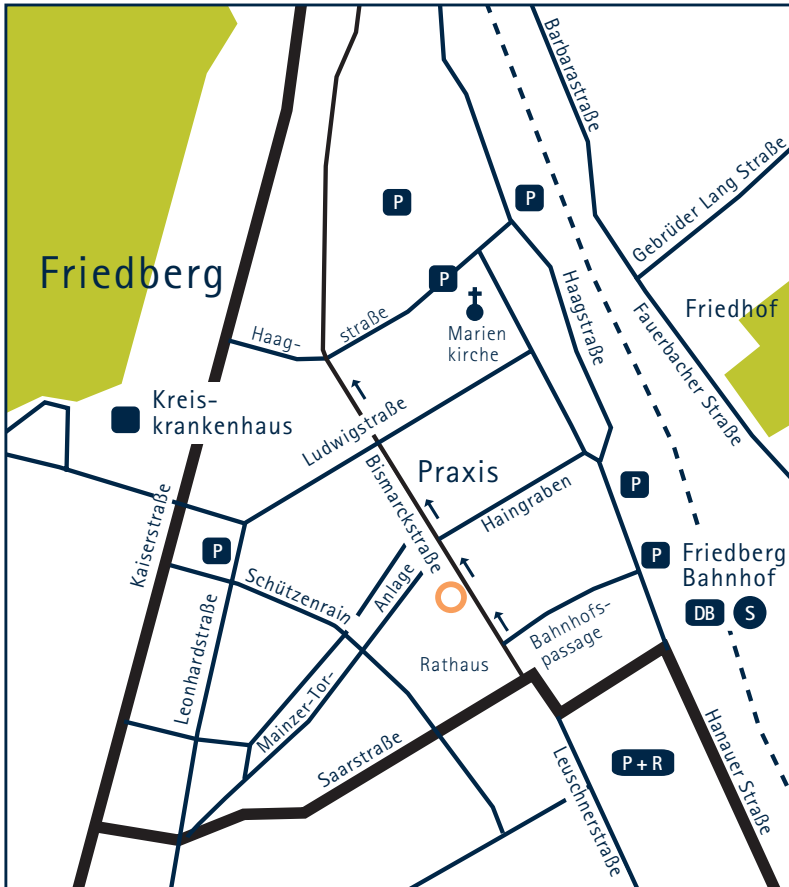 Barbarastraße
Gebrüder Lang Straße
P
P
Friedberg
P
Haag-
straße
Marien
kirche
Haagstraße
Friedhof
Fauerbacher Straße
Kreis-
krankenhaus
Ludwigstraße
Bismarckstraße
Praxis
Haingraben
P
Kaiserstraße
P
Schützenrain
Anlage
P
Friedberg
Bahnhof
DB
S
Leonhardstraße
Mainzer-Tor-
Rathaus
Bahnhofs-
passage
Saarstraße
Leuschnerstraße
P + R
Hanauer Straße